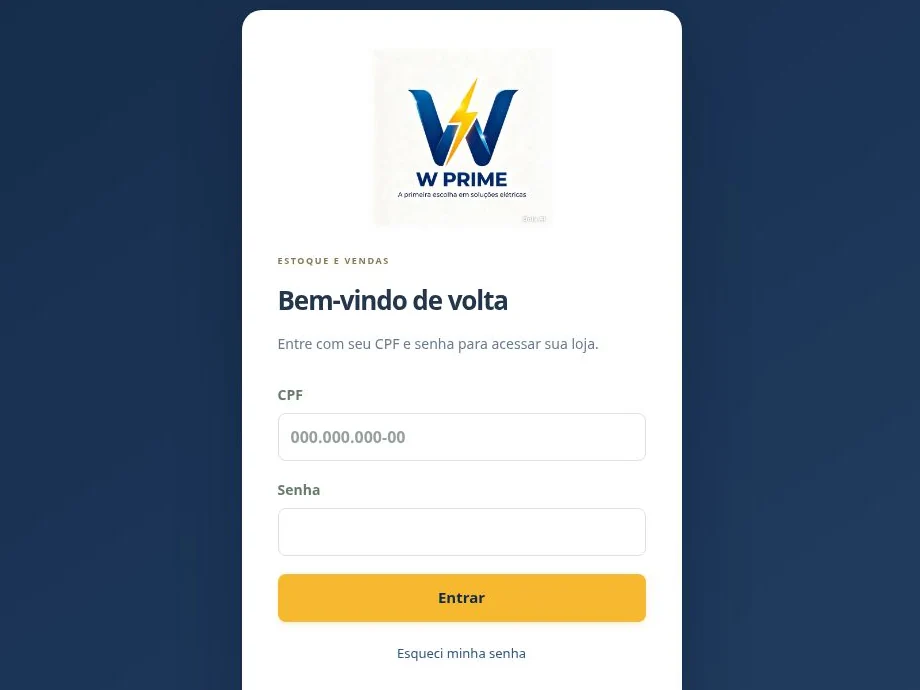 W PRIME
A primeira escolha em soluções elétricas
ESTOQUE E VENDAS
Bem-vindo de volta
Entre com seu CPF e senha para acessar sua loja.
CPF
000.000.000-00
Senha
Entrar
Esqueci minha senha